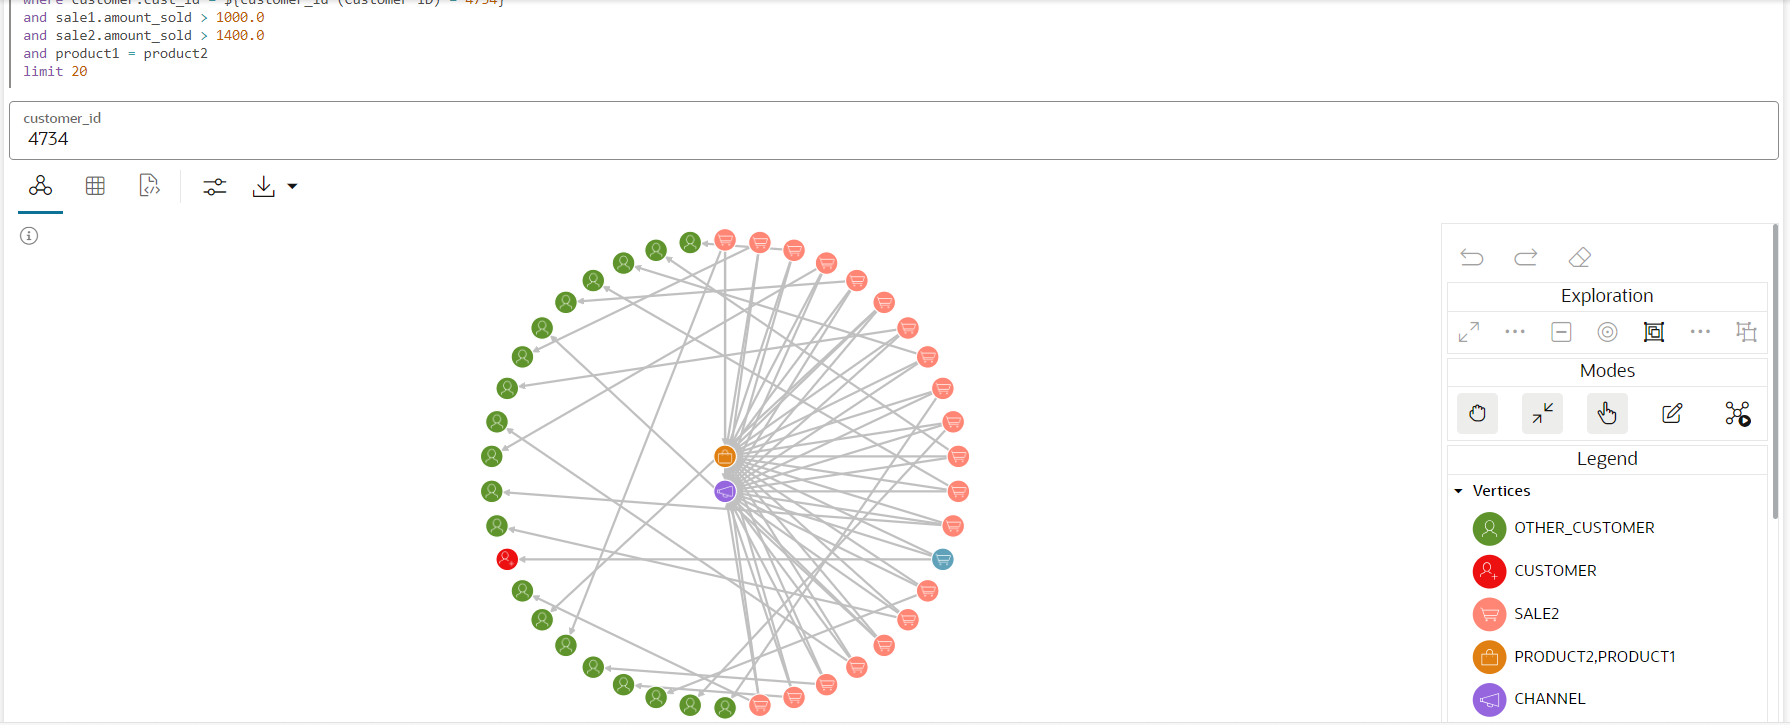 where customer.cust_id = ${customer_id (Customer ID) = 4734}
and sale1.amount_sold > 1000.0
and sale2.amount_sold > 1400.0
and product1 = product2
limit 20
customer_id
4734
Exploration
Modes
Legend
Vertices
OTHER_CUSTOMER
CUSTOMER
SALE2
PRODUCT2,PRODUCT1
CHANNEL